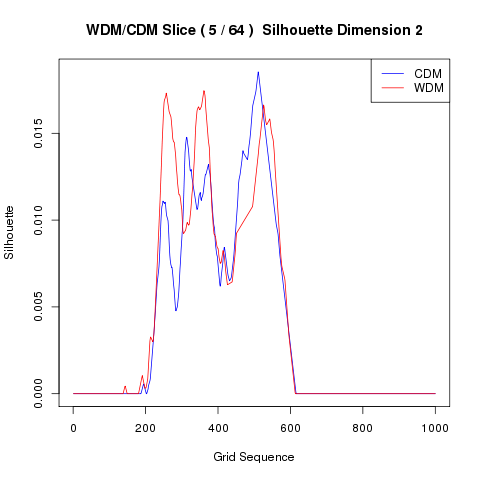 WDM/CDM Slice ( 5 / 64 )  Silhouette Dimension 2
CDM
WDM
Silhouette
0.015
0.010
0.005
0.000
0 200 400 600 800 1000
Grid Sequence